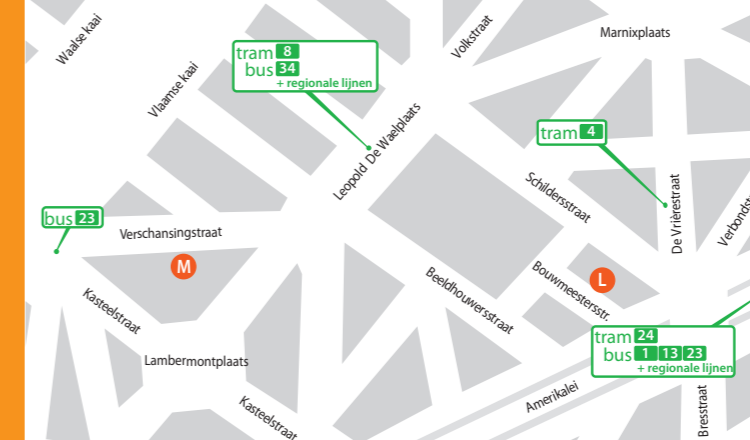 Waalse kaai
Vlaamse kaai
tram 8
bus 34
+ regionale lijnen
Volkstraat
Marnixplaats
Leopold De Waelplaats
tram 4
Schildersstraat
De Vrièrestraat
bus 23
Verschansingstraat
M
Kasteelstraat
Beeldhouwersstraat
Bouwmeestersstr.
L
tram 24
bus 1 13 23
+ regionale lijnen
Lambermontplaats
Kasteelstraat
Amerikalei
Bresstraat